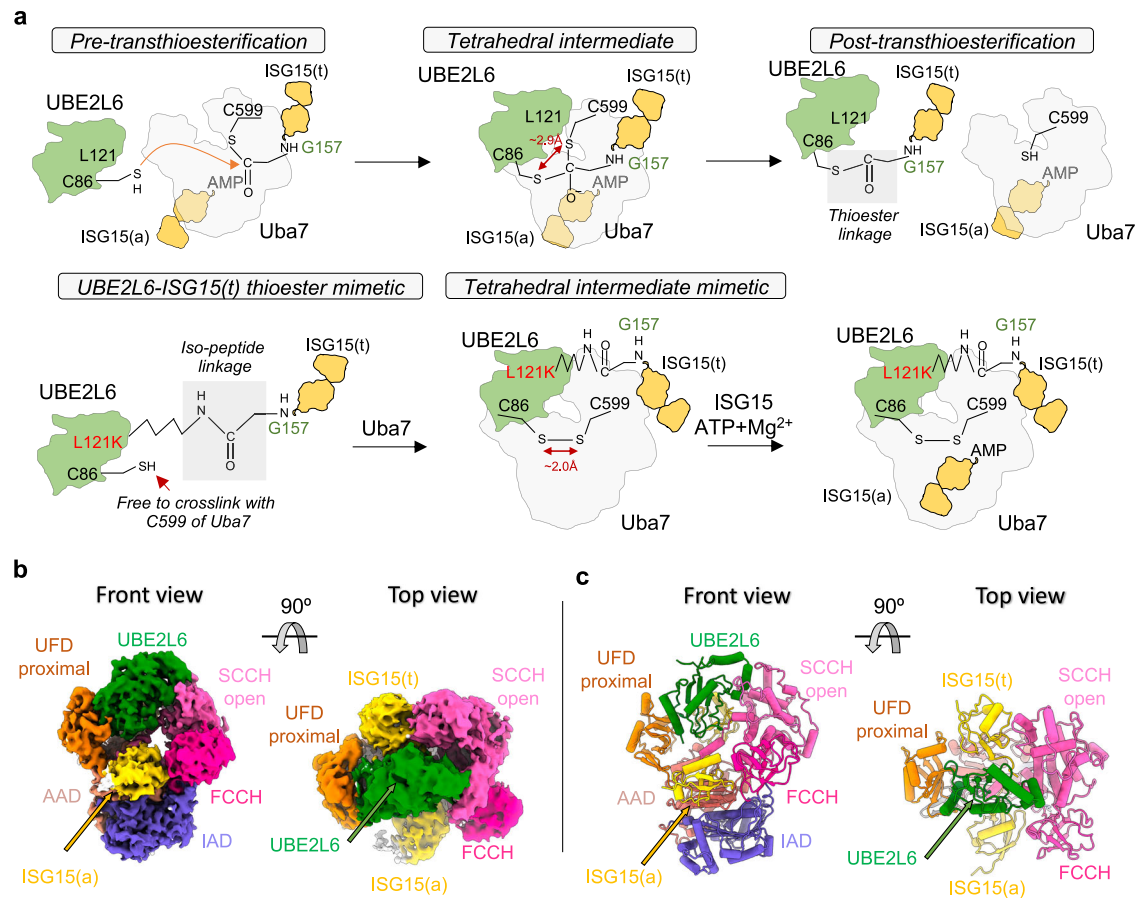 a
Pre-transthioesterification
Tetrahedral intermediate
Post-transthioesterification
UBE2L6
L121
C86
S
H
C599
S
C
O
NH
G157
ISG15(t)
AMP
ISG15(a)
Uba7
UBE2L6
L121
C86
~2.9Å
C599
S
S
C
O⁻
NH
G157
ISG15(t)
AMP
ISG15(a)
Uba7
UBE2L6
L121
C86
S
C
O
NH
G157
ISG15(t)
Thioester
linkage
C599
SH
AMP
ISG15(a)
Uba7
UBE2L6-ISG15(t) thioester mimetic
Tetrahedral intermediate mimetic
UBE2L6
L121K
C86
SH
Iso-peptide
linkage
H
N
C
O
NH
G157
ISG15(t)
Free to crosslink with
C599 of Uba7
Uba7
UBE2L6
L121K
C86
H
N
O
C
H
N
G157
ISG15(t)
C599
S
S
~2.0Å
Uba7
ISG15
ATP+Mg²⁺
UBE2L6
L121K
C86
H
N
O
C
H
N
G157
ISG15(t)
C599
S
S
AMP
ISG15(a)
Uba7
b
Front view
90º
Top view
UBE2L6
UFD
proximal
SCCH
open
AAD
FCCH
IAD
ISG15(a)
ISG15(t)
SCCH
open
UFD
proximal
UBE2L6
FCCH
ISG15(a)
c
Front view
90º
Top view
UBE2L6
UFD
proximal
SCCH
open
AAD
FCCH
IAD
ISG15(a)
ISG15(t)
SCCH
open
UFD
proximal
UBE2L6
FCCH
ISG15(a)